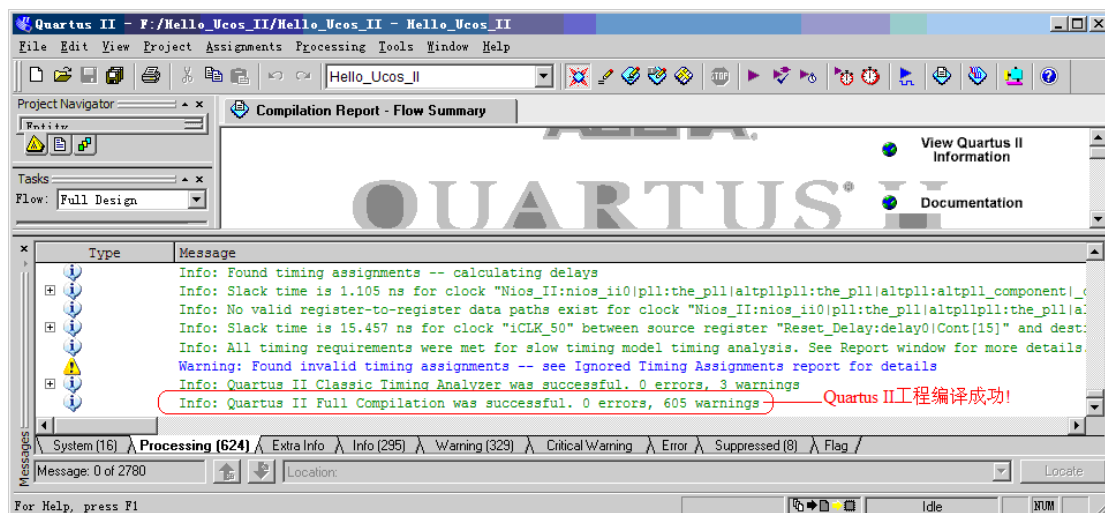 Quartus II - F:/Hello_Ucos_II/Hello_Ucos_II - Hello_Ucos_II
File Edit View Project Assignments Processing Tools Window Help
Hello_Ucos_II
STOP
Project Navigator
Entity
Compilation Report - Flow Summary
View Quartus II
Information
Tasks
Flow: Full Design
QUARTUS® II
Documentation
Type Message
Info: Found timing assignments -- calculating delays
Info: Slack time is 1.105 ns for clock "Nios_II:nios_ii0|pll:the_pll|altpllpll:the_pll|altpll:altpll_component|_
Info: No valid register-to-register data paths exist for clock "Nios_II:nios_ii0|pll:the_pll|altpllpll:the_pll|
Info: Slack time is 15.457 ns for clock "iCLK_50" between source register "Reset_Delay:delay0|Cont[15]" and
Info: All timing requirements were met for slow timing model timing analysis. See Report window for more details.
Warning: Found invalid timing assignments -- see Ignored Timing Assignments report for details
Info: Quartus II Classic Timing Analyzer was successful. 0 errors, 3 warnings
Info: Quartus II Full Compilation was successful. 0 errors, 605 warnings
Quartus II工程编译成功!
System (16) Processing (624) Extra Info Info (295) Warning (329) Critical Warning Error Suppressed (8) Flag
Messages
Message: 0 of 2780
Location:
Locate
For Help, press F1
Idle
NUM